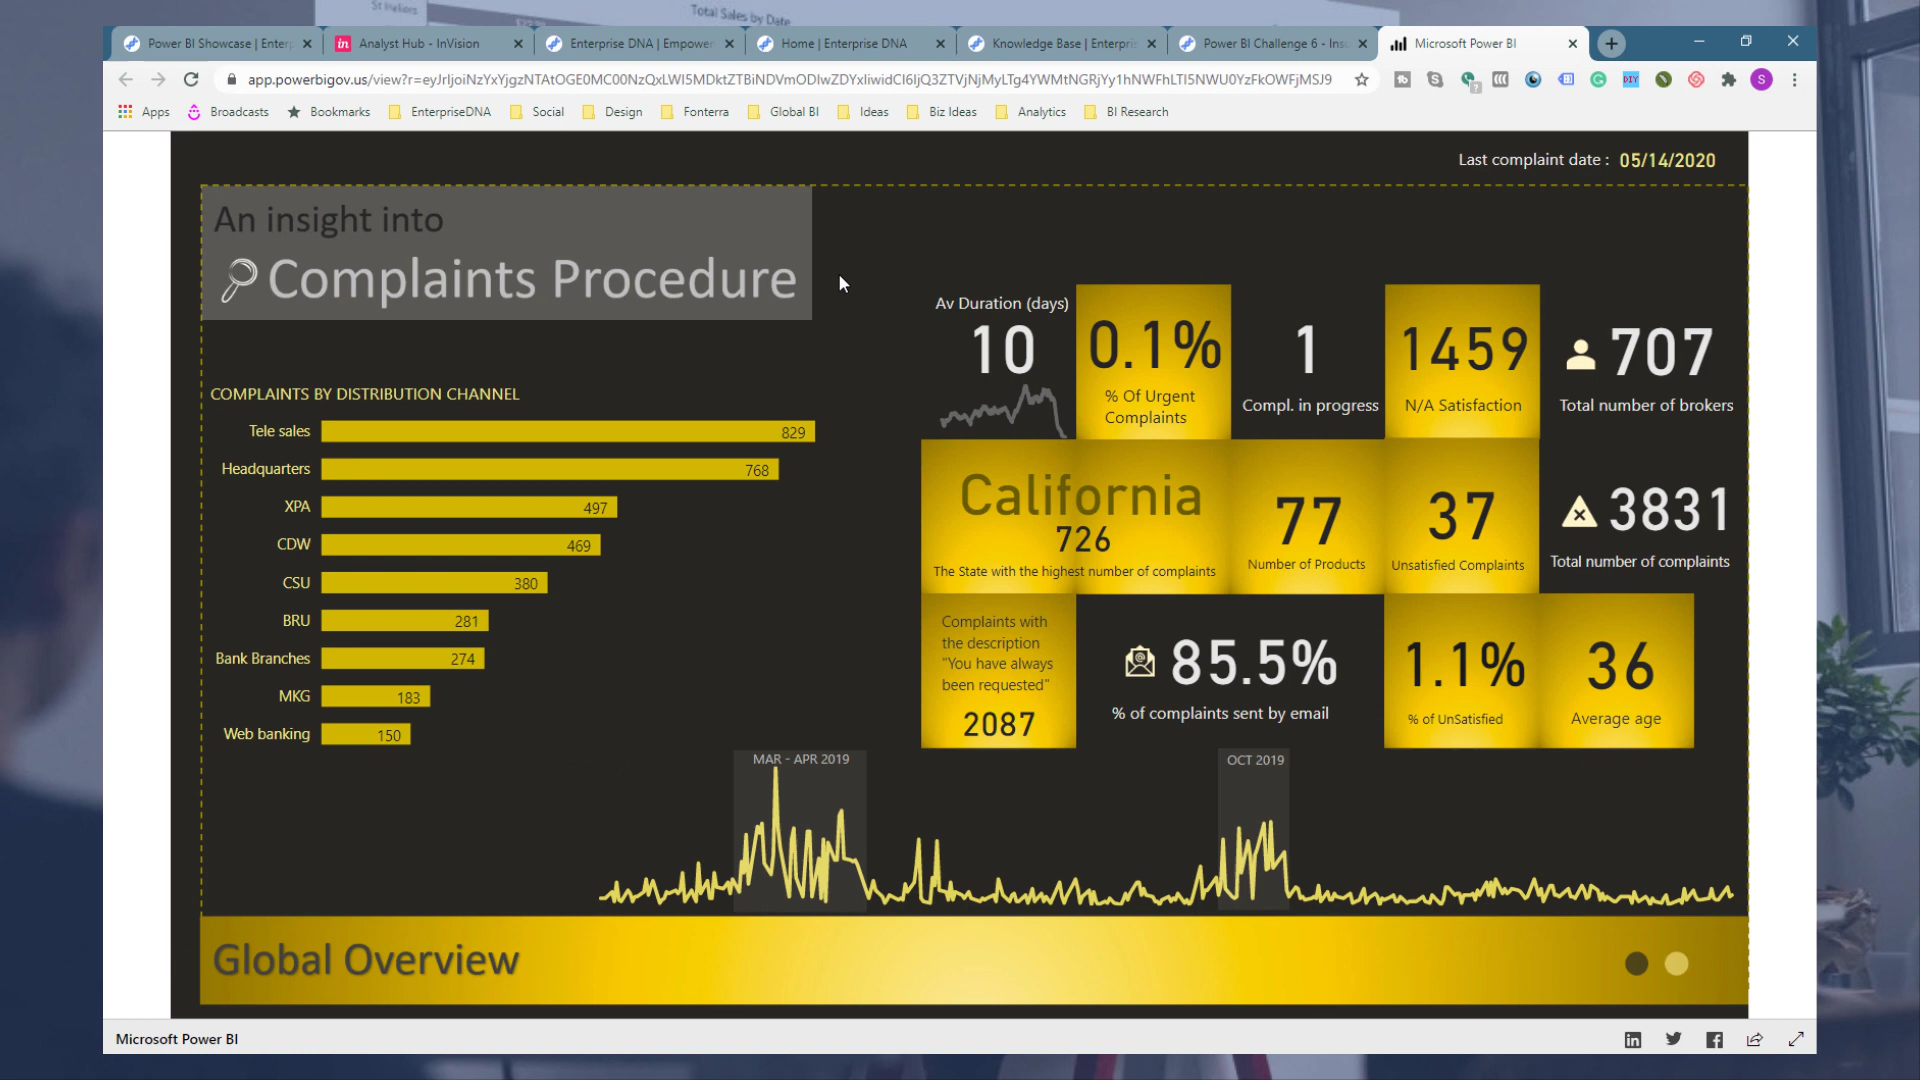 St Heliers
Total Sales by Date
Power BI Showcase | Enterp
Analyst Hub - InVision
Enterprise DNA | Empower
Home | Enterprise DNA
Knowledge Base | Enterpri
Power BI Challenge 6 - Insu
Microsoft Power BI
app.powerbigov.us/view?r=eyJrIjoiNzYxYjgzNTAtOGE0MC00NzQxLWI5MDktZTBiNDVmODIwZDYxIiwidCI6IjQ3ZTVjNjMyLTg4YWMtNGRjYy1hNWFhLTI5NWU0YzFkOWFjMSJ9
Apps
Broadcasts
Bookmarks
EnterpriseDNA
Social
Design
Fonterra
Global BI
Ideas
Biz Ideas
Analytics
BI Research
Last complaint date : 05/14/2020
An insight into
Complaints Procedure
COMPLAINTS BY DISTRIBUTION CHANNEL
Tele sales 829
Headquarters 768
XPA 497
CDW 469
CSU 380
BRU 281
Bank Branches 274
MKG 183
Web banking 150
Av Duration (days)
10
0.1%
% Of Urgent
Complaints
1
Compl. in progress
1459
N/A Satisfaction
707
Total number of brokers
California
726
The State with the highest number of complaints
77
Number of Products
37
Unsatisfied Complaints
3831
Total number of complaints
Complaints with
the description
"You have always
been requested"
2087
85.5%
% of complaints sent by email
1.1%
% of UnSatisfied
36
Average age
MAR - APR 2019
OCT 2019
Global Overview
Microsoft Power BI